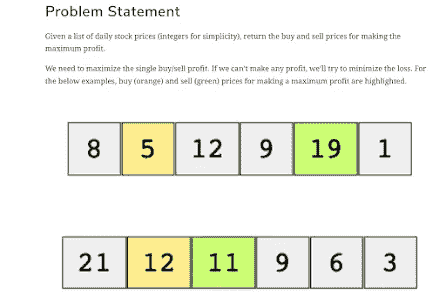 Problem Statement
Given a list of daily stock prices (integers for simplicity), return the buy and sell prices for making the
maximum profit.
We need to maximize the single buy/sell profit. If we can't make any profit, we'll try to minimize the loss. For
the below examples, buy (orange) and sell (green) prices for making a maximum profit are highlighted.
8 5 12 9 19 1
21 12 11 9 6 3